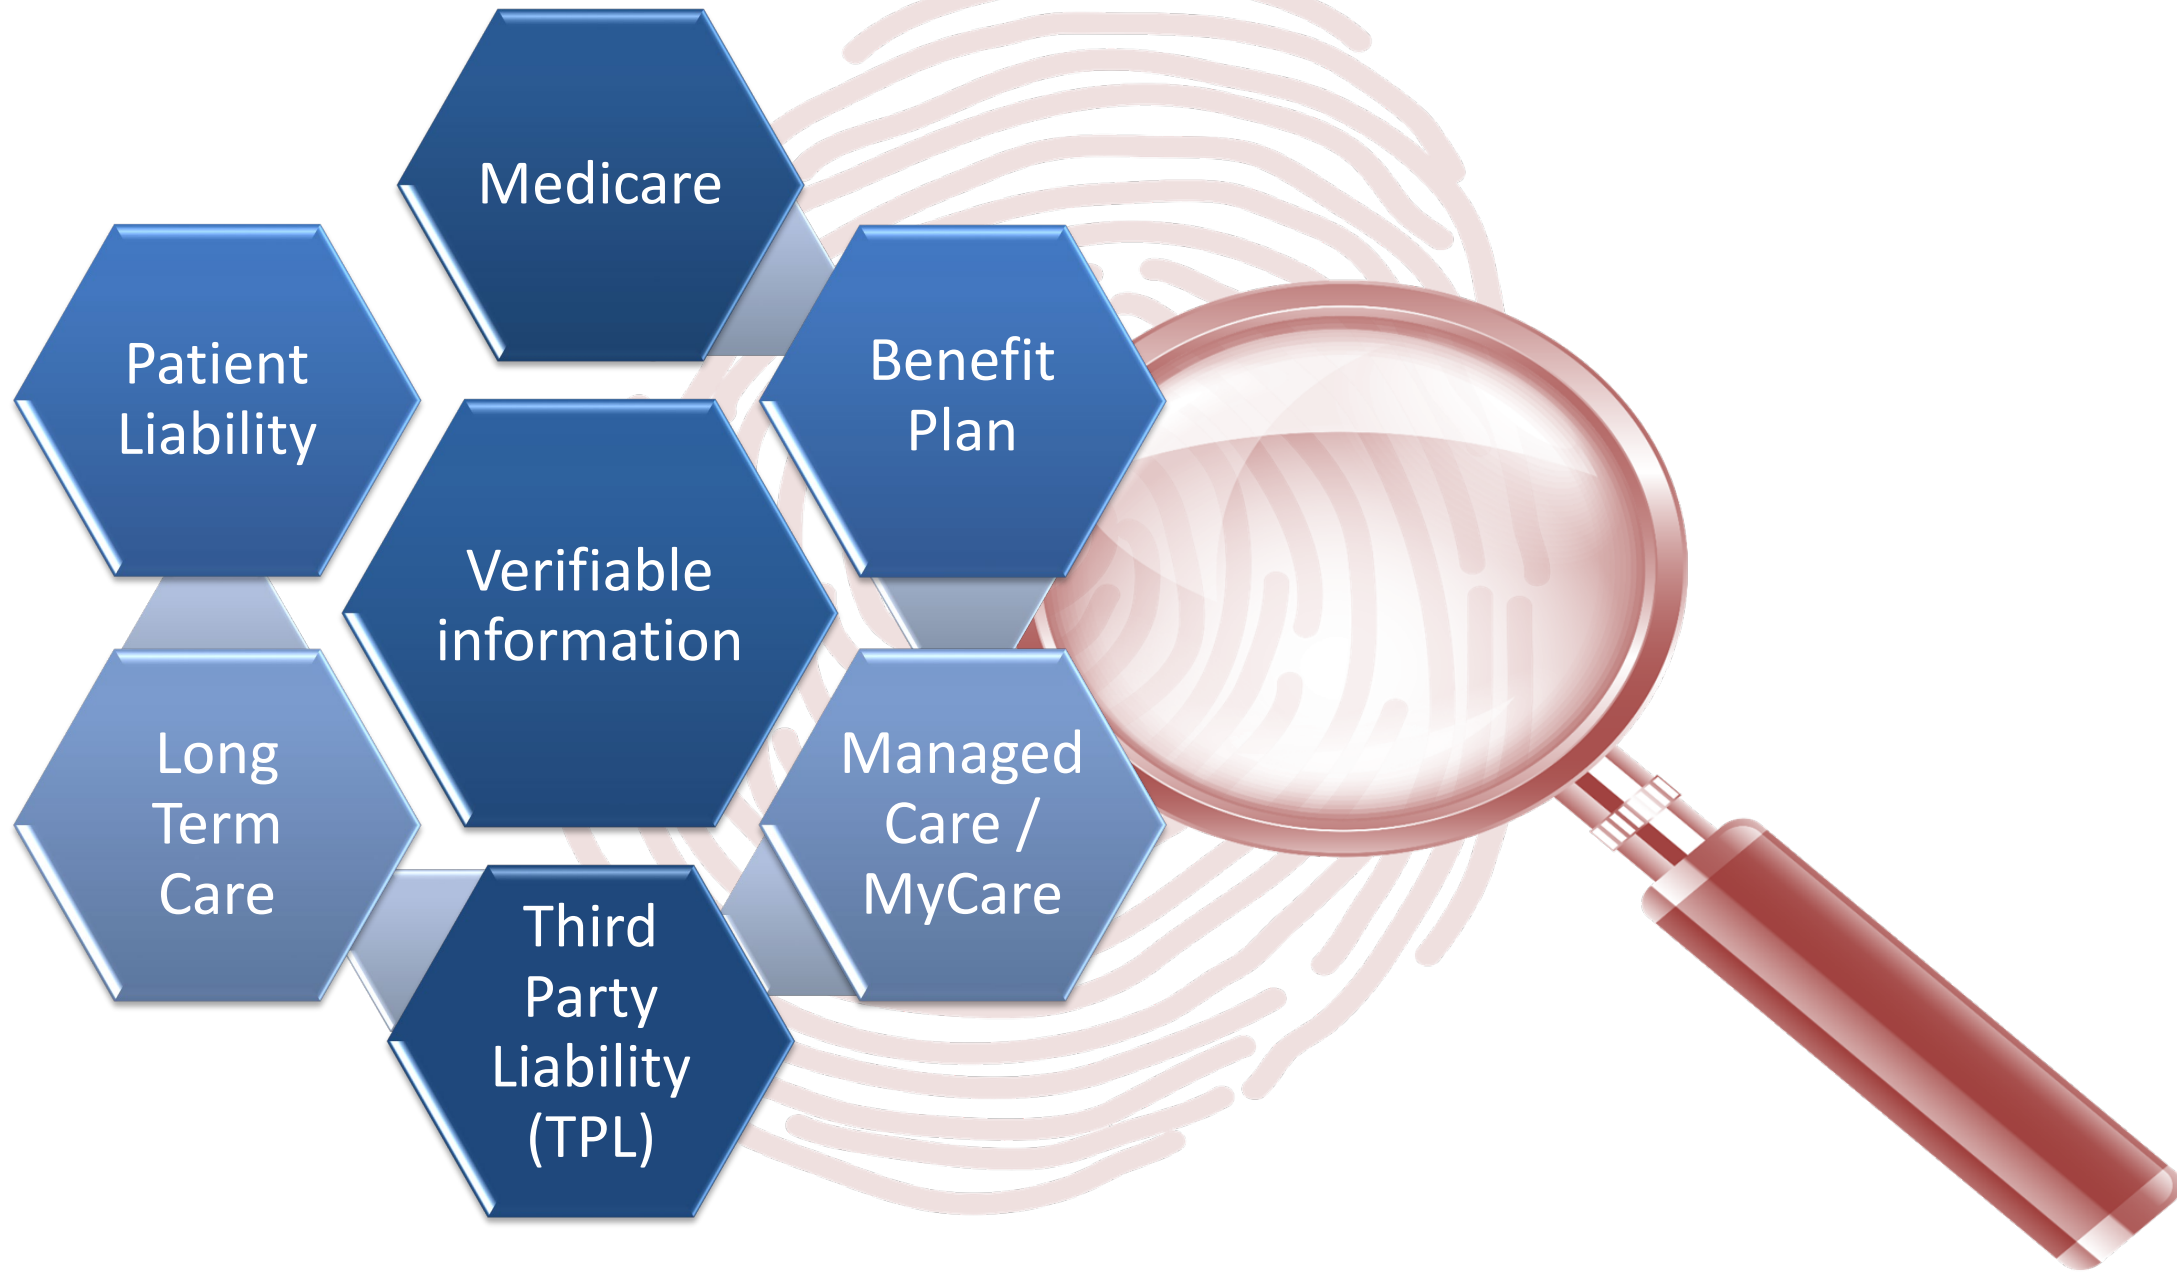 Medicare
Benefit
Plan
Managed
Care /
MyCare
Third
Party
Liability
(TPL)
Long
Term
Care
Patient
Liability
Verifiable
information